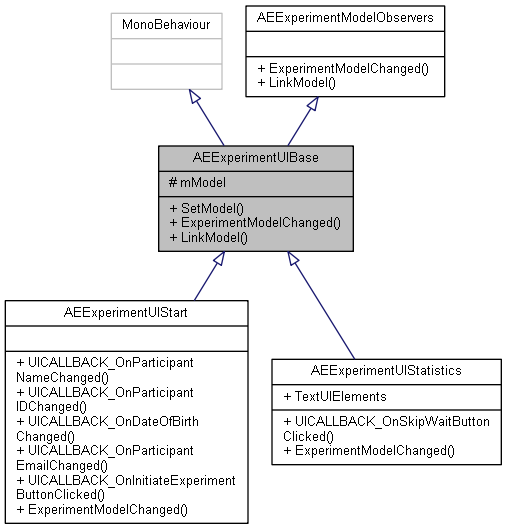 MonoBehaviour
AEExperimentModelObservers
+ ExperimentModelChanged()
+ LinkModel()
AEExperimentUIBase
# mModel
+ SetModel()
+ ExperimentModelChanged()
+ LinkModel()
AEExperimentUIStart
+ UICALLBACK_OnParticipant
NameChanged()
+ UICALLBACK_OnParticipant
IDChanged()
+ UICALLBACK_OnDateOfBirth
Changed()
+ UICALLBACK_OnParticipant
EmailChanged()
+ UICALLBACK_OnInitiateExperiment
ButtonClicked()
+ ExperimentModelChanged()
AEExperimentUIStatistics
+ TextUIElements
+ UICALLBACK_OnSkipWaitButton
Clicked()
+ ExperimentModelChanged()